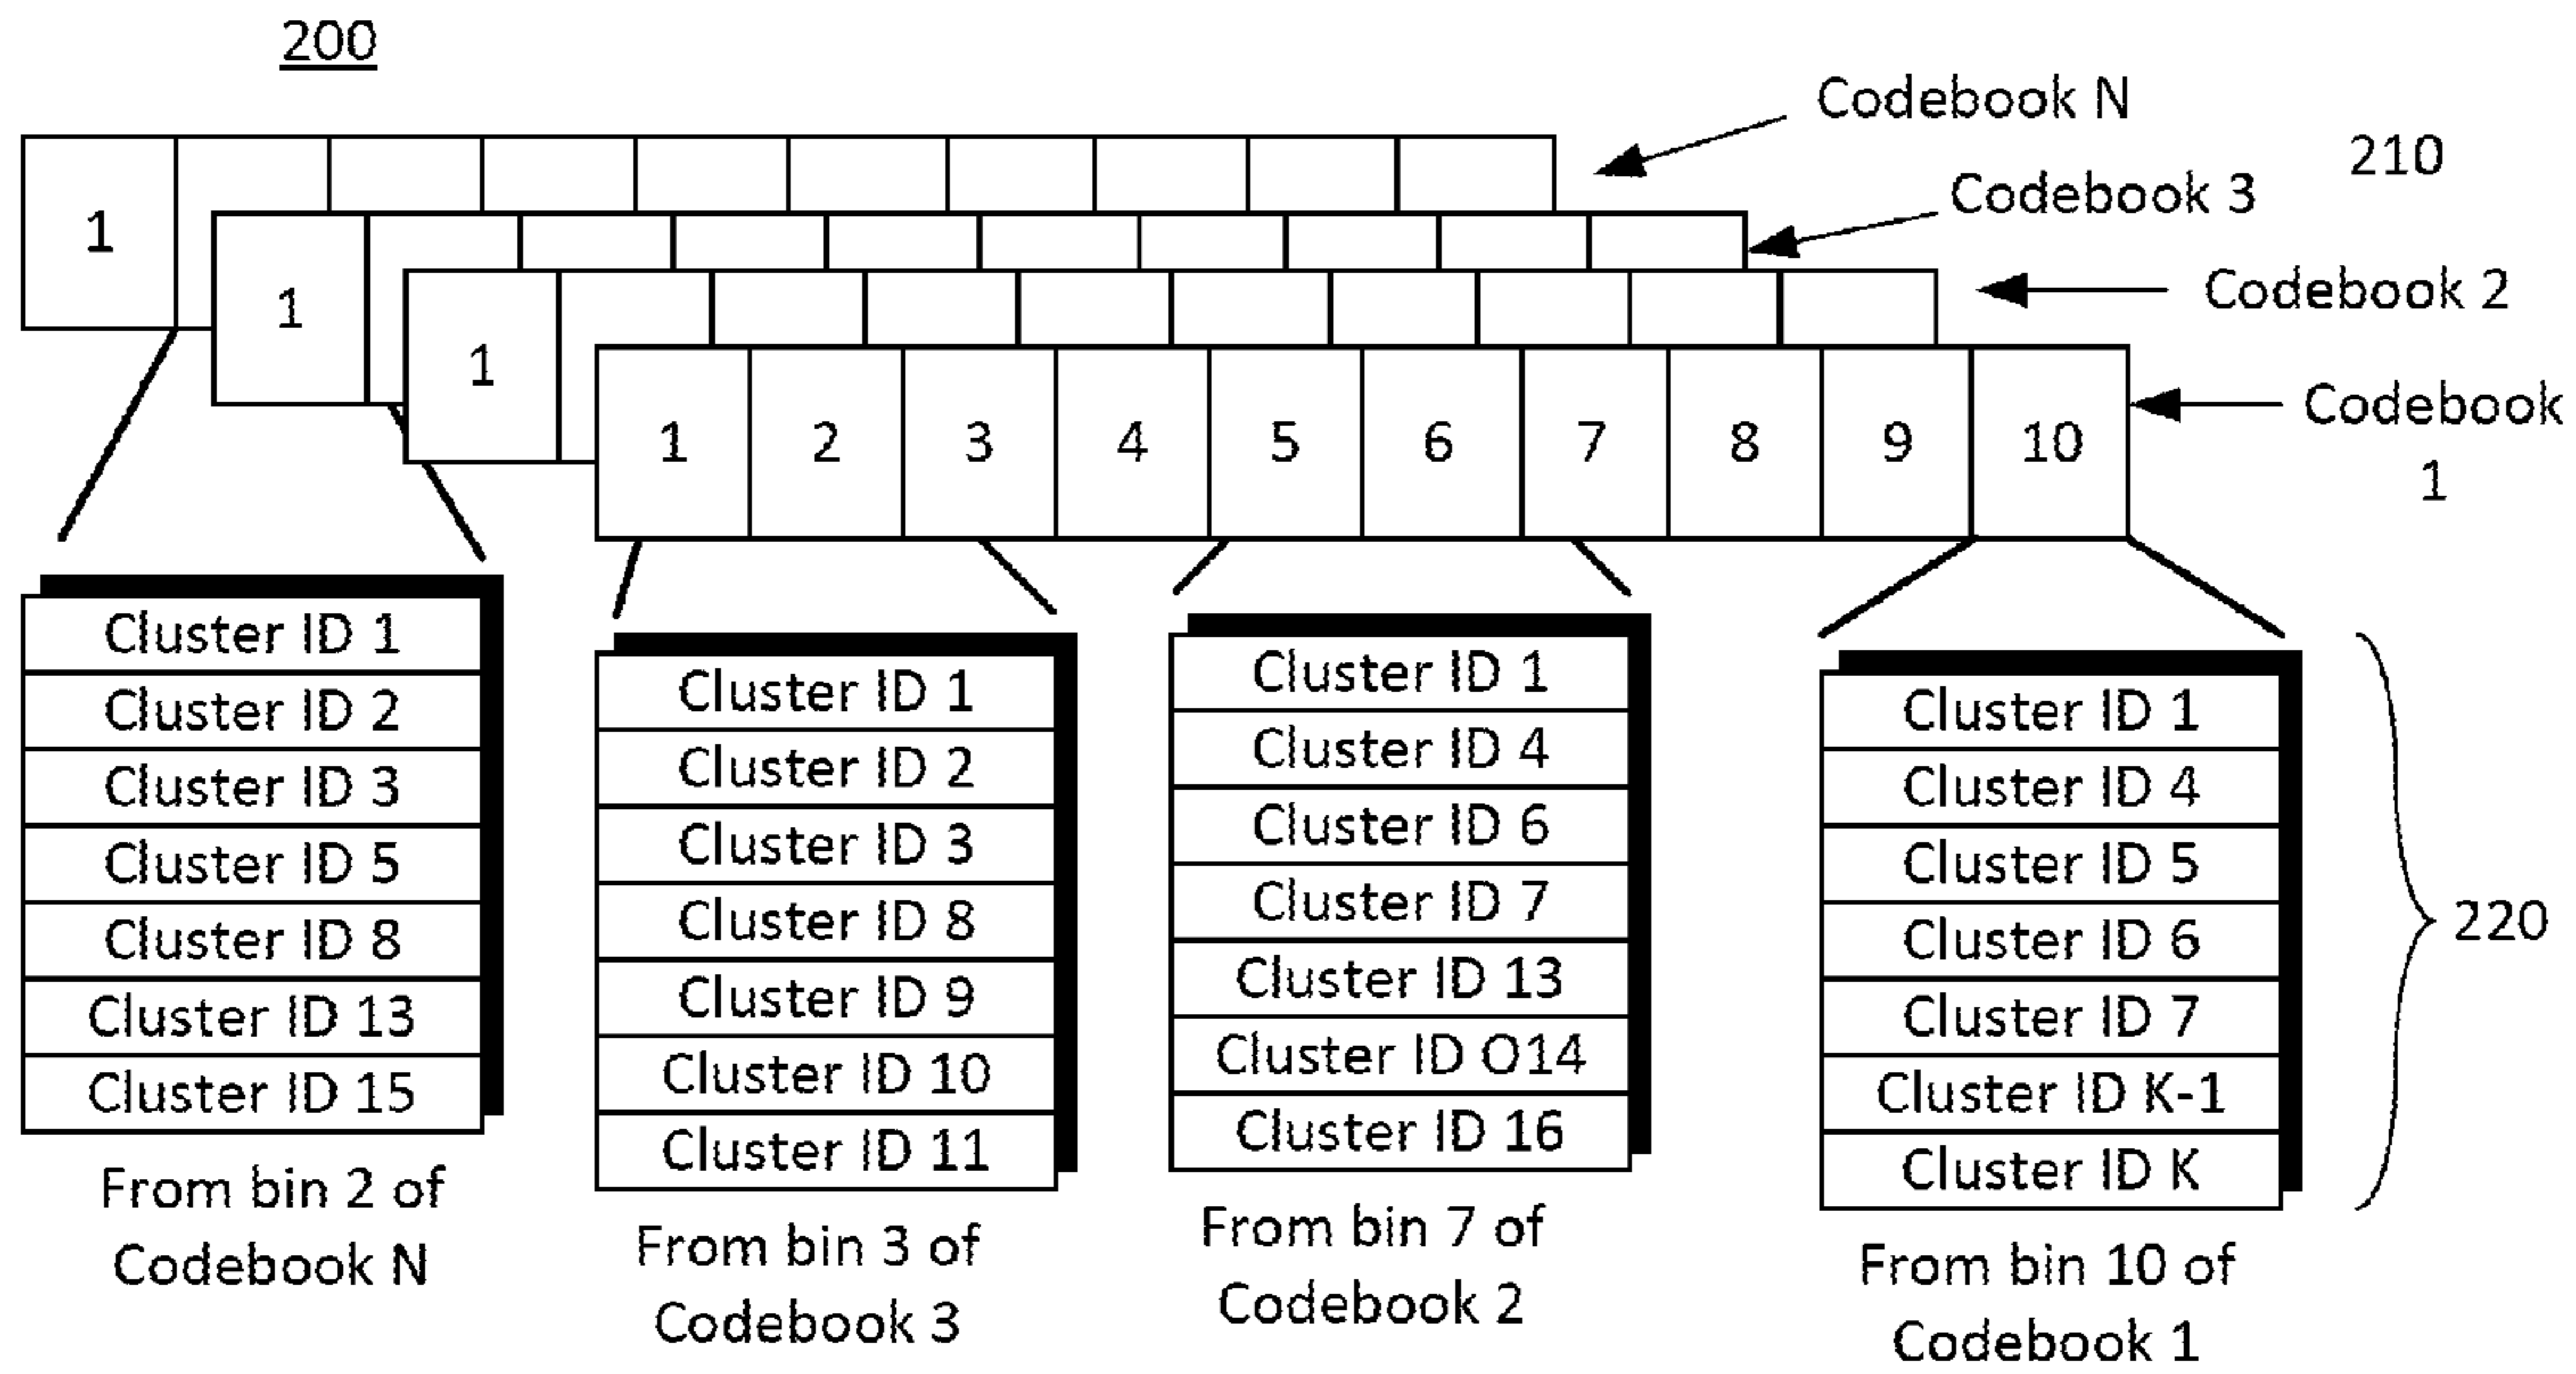 200
Codebook N
210
Codebook 3
Codebook 2
Codebook
1
1
1
1
1 2 3 4 5 6 7 8 9 10
Cluster ID 1
Cluster ID 2
Cluster ID 3
Cluster ID 5
Cluster ID 8
Cluster ID 13
Cluster ID 15
From bin 2 of
Codebook N
Cluster ID 1
Cluster ID 2
Cluster ID 3
Cluster ID 8
Cluster ID 9
Cluster ID 10
Cluster ID 11
From bin 3 of
Codebook 3
Cluster ID 1
Cluster ID 4
Cluster ID 6
Cluster ID 7
Cluster ID 13
Cluster ID O14
Cluster ID 16
From bin 7 of
Codebook 2
Cluster ID 1
Cluster ID 4
Cluster ID 5
Cluster ID 6
Cluster ID 7
Cluster ID K-1
Cluster ID K
From bin 10 of
Codebook 1
220